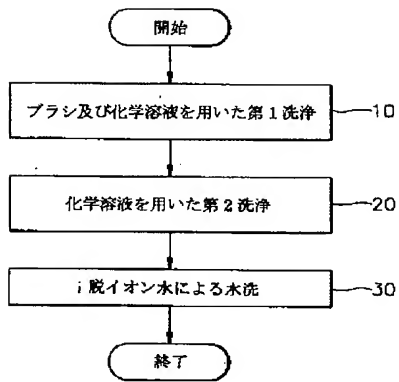 開始
ブラシ及び化学溶液を用いた第1洗浄
10
化学溶液を用いた第2洗浄
20
i脱イオン水による水洗
30
終了